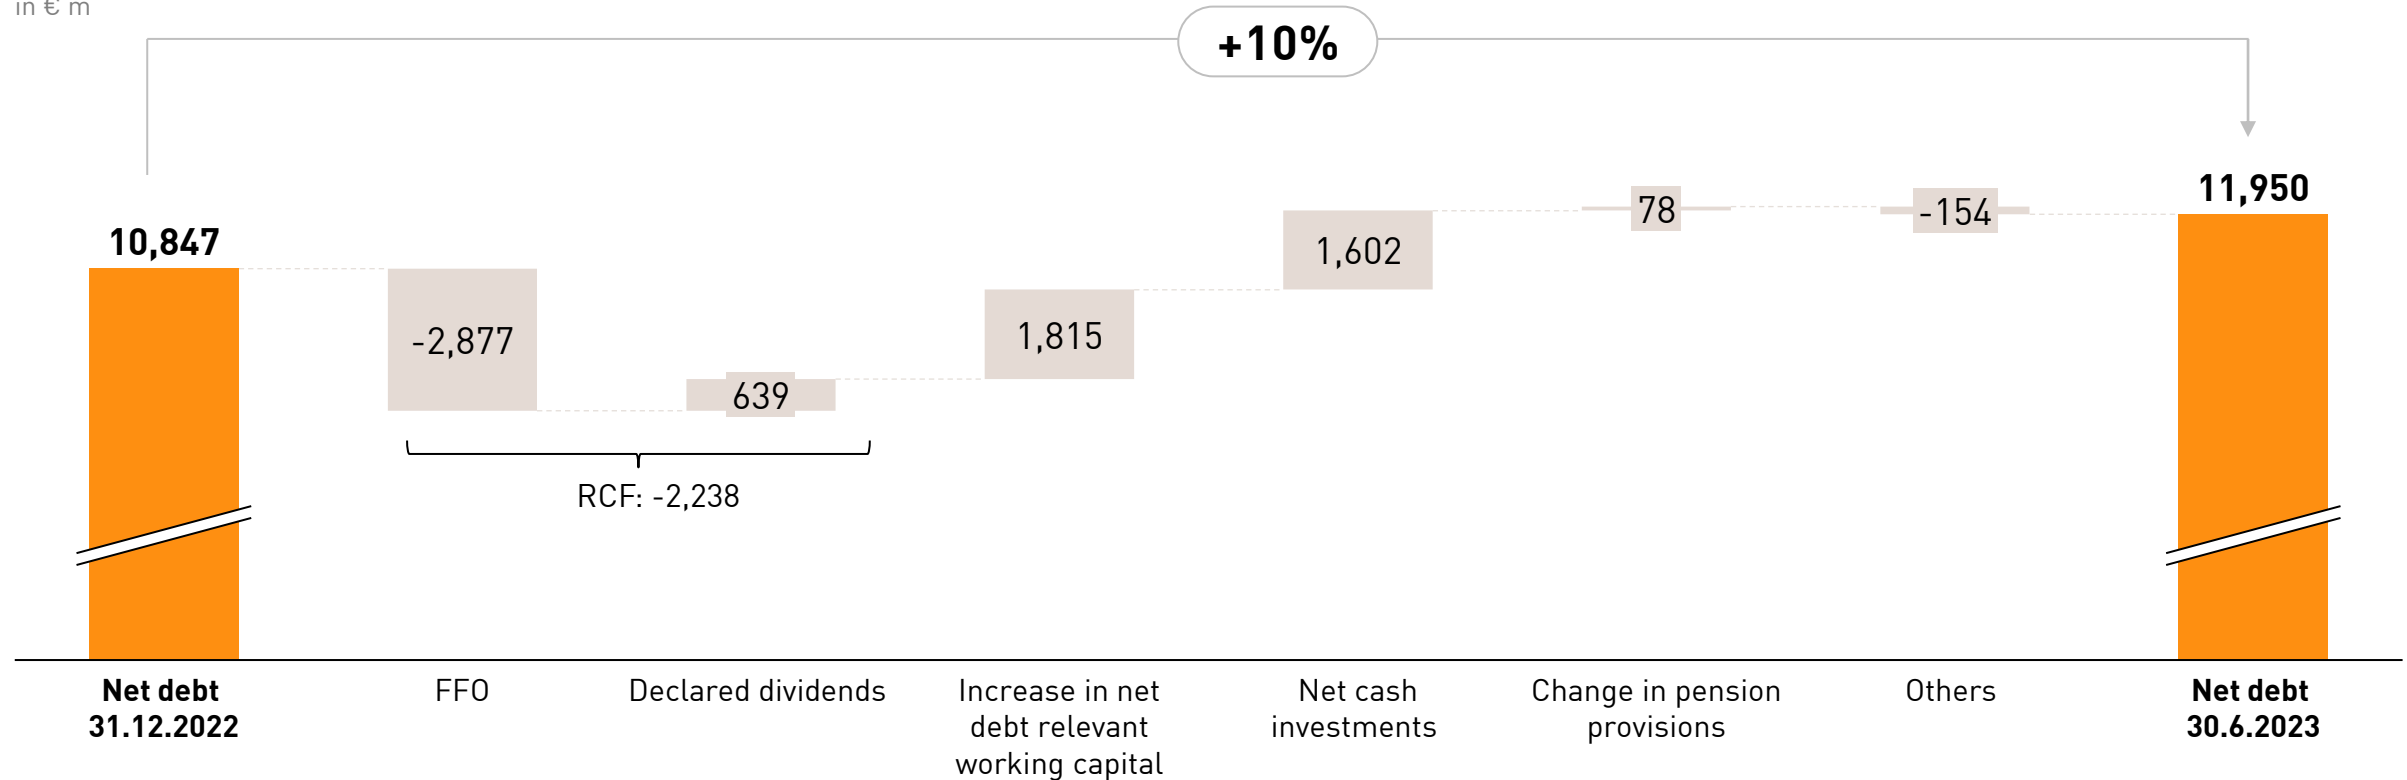 in € m
+10%
10,847
-2,877
639
1,815
1,602
78
-154
11,950
RCF: -2,238
Net debt
31.12.2022
FFO
Declared dividends
Increase in net
debt relevant
working capital
Net cash
investments
Change in pension
provisions
Others
Net debt
30.6.2023